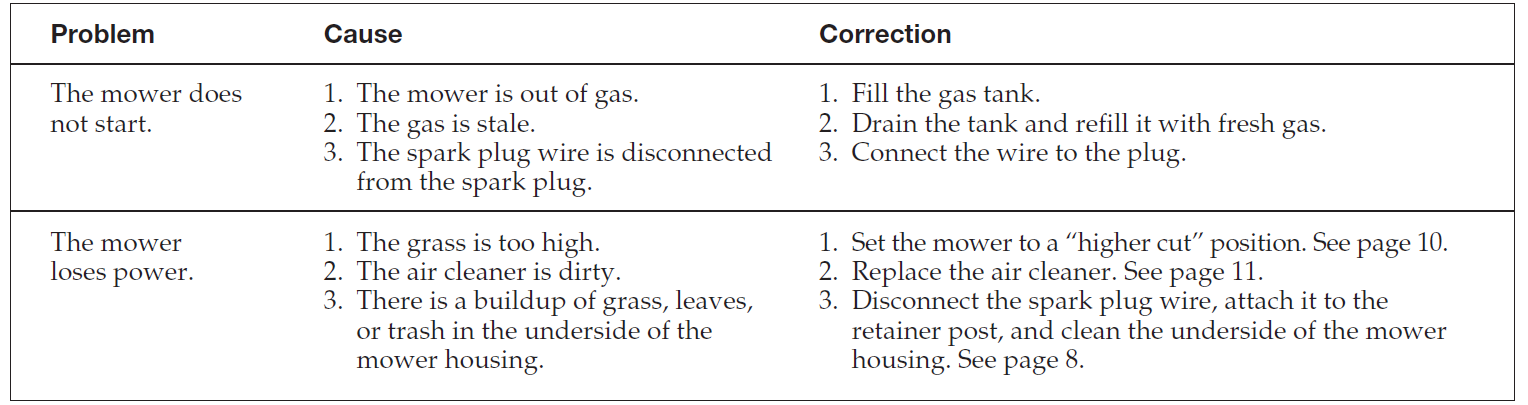 Problem Cause Correction
The mower does 1. The mower is out of gas. 1. Fill the gas tank.
not start. 2. The gas is stale. 2. Drain the tank and refill it with fresh gas.
3. The spark plug wire is disconnected 3. Connect the wire to the plug.
from the spark plug.
The mower 1. The grass is too high. 1. Set the mower to a “higher cut” position. See page 10.
loses power. 2. The air cleaner is dirty. 2. Replace the air cleaner. See page 11.
3. There is a buildup of grass, leaves, 3. Disconnect the spark plug wire, attach it to the
or trash in the underside of the retainer post, and clean the underside of the mower
mower housing. housing. See page 8.